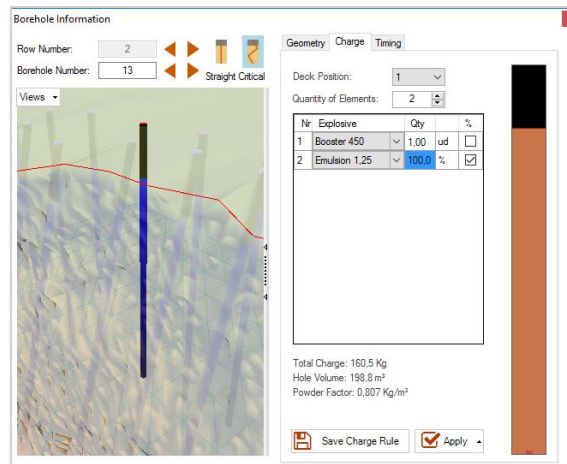 Borehole Information
Row Number: 2
Borehole Number: 13
Straight Critical
Views
Geometry Charge Timing
Deck Position: 1
Quantity of Elements: 2
Nr Explosive Qty %
1 Booster 450 1,00 ud
2 Emulsion 1,25 100,0 %
Total Charge: 160,5 Kg
Hole Volume: 198,8 m³
Powder Factor: 0,807 Kg/m³
Save Charge Rule Apply